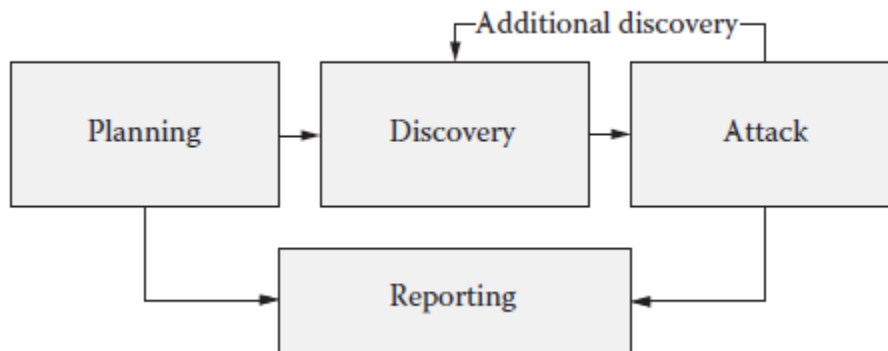 Additional discovery
Planning
Discovery
Attack
Reporting